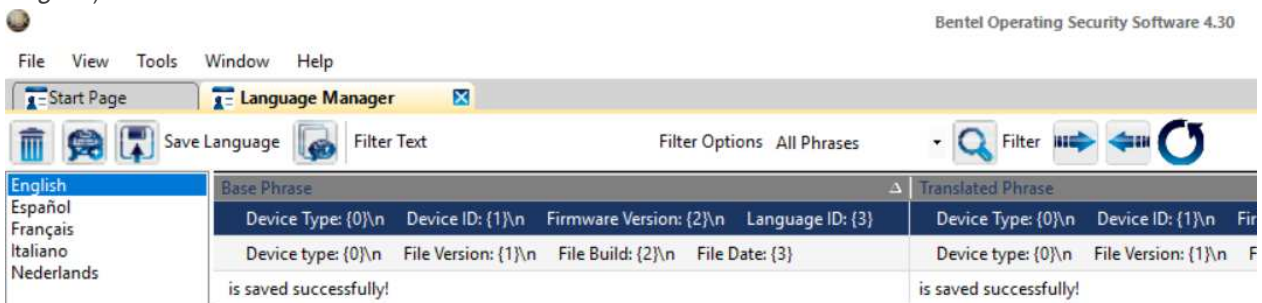 Bentel Operating Security Software 4.30
File View Tools Window Help
Start Page Language Manager
Save Language Filter Text Filter Options All Phrases Filter
English
Español
Français
Italiano
Nederlands
Base Phrase Translated Phrase
Device Type: {0}\n Device ID: {1}\n Firmware Version: {2}\n Language ID: {3} Device Type: {0}\n Device ID: {1}\n Fir
Device type: {0}\n File Version: {1}\n File Build: {2}\n File Date: {3} Device type: {0}\n File Version: {1}\n F
is saved successfully! is saved successfully!